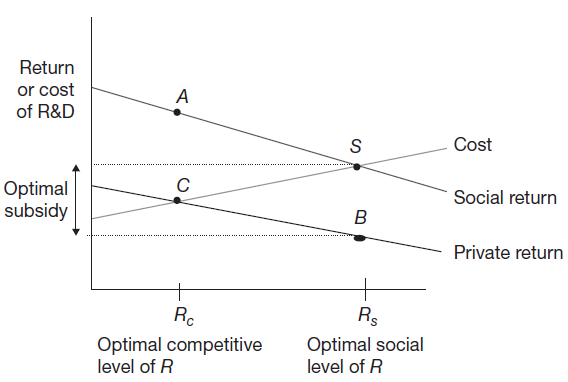 Return
or cost
of R&D
A
S
Cost
Optimal
subsidy
C
Social return
B
Private return
Rc
Rs
Optimal competitive
level of R
Optimal social
level of R